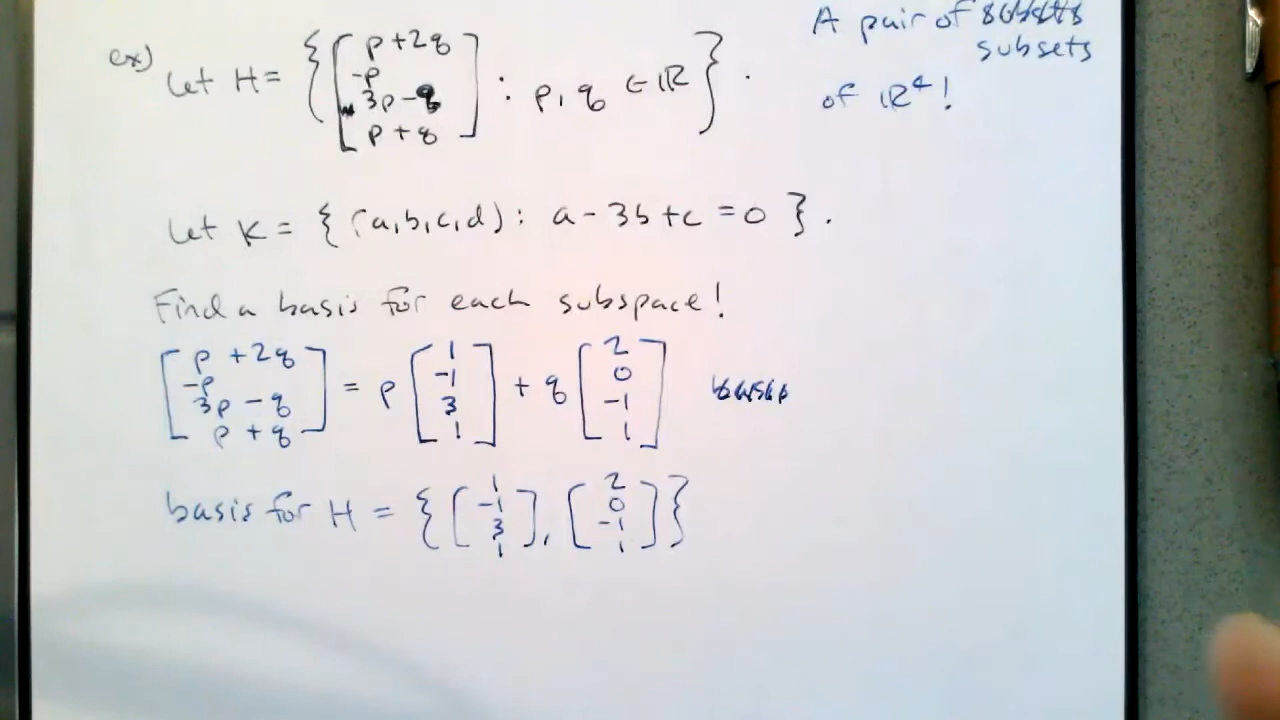 ex) Let H = { [ p + 2q
-p
3p - q
p + q ] : p, q ∈ ℝ } .
A pair of subsets
subsets
of ℝ⁴!
Let K = { (a,b,c,d) : a - 3b + c = 0 } .
Find a basis for each subspace!
[ p + 2q
-p
3p - q
p + q ] = p [ 1
-1
3
1 ] + q [ 2
0
-1
1 ]
basis for H = { [ 1
-1
3
1 ], [ 2
0
-1
1 ] }